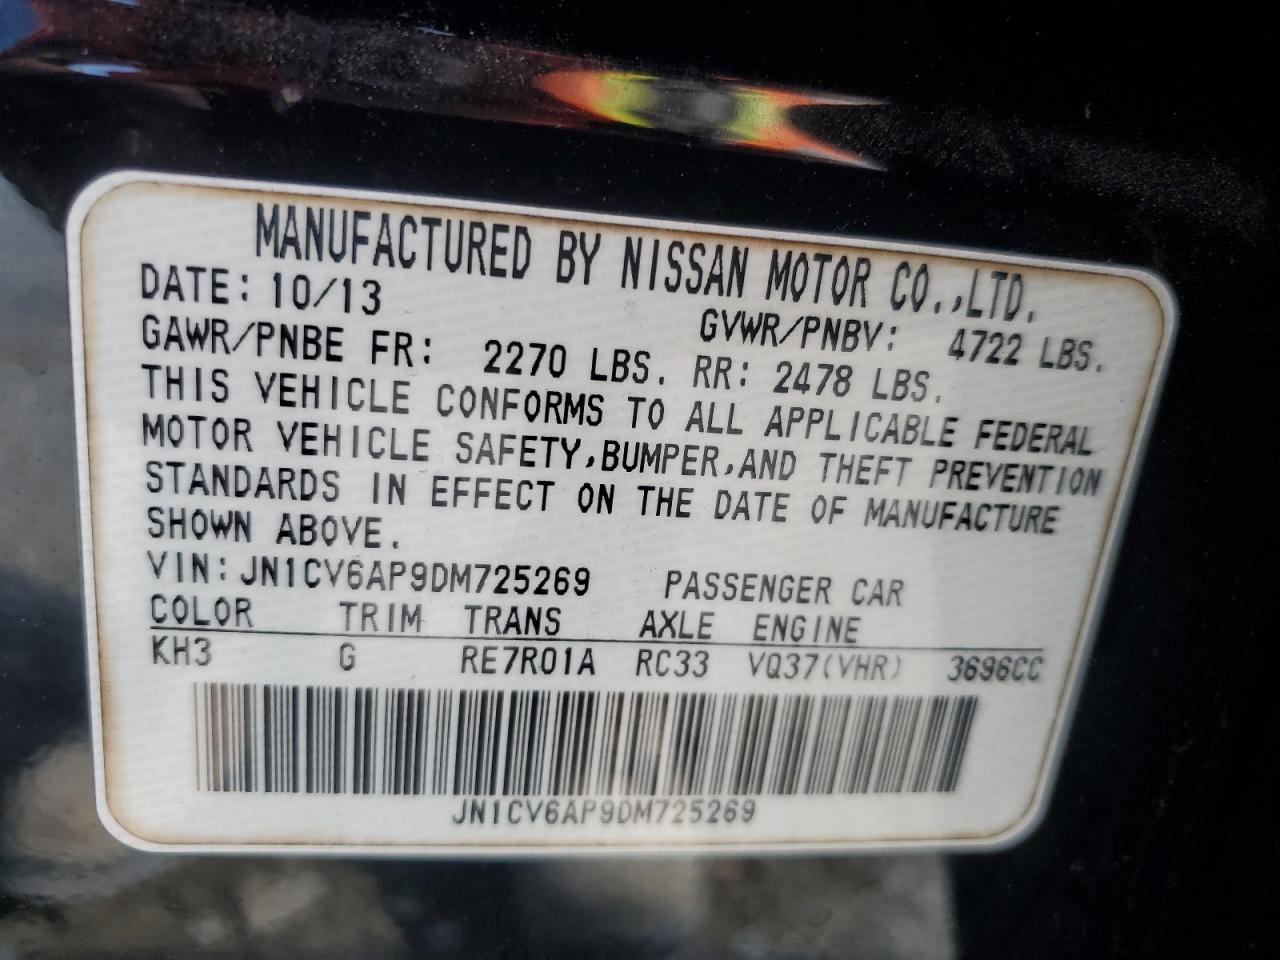 MANUFACTURED BY NISSAN MOTOR CO.,LTD.
DATE: 10/13 GVWR/PNBV: 4722 LBS.
GAWR/PNBE FR: 2270 LBS. RR: 2478 LBS.
THIS VEHICLE CONFORMS TO ALL APPLICABLE FEDERAL
MOTOR VEHICLE SAFETY,BUMPER,AND THEFT PREVENTION
STANDARDS IN EFFECT ON THE DATE OF MANUFACTURE
SHOWN ABOVE.
VIN: JN1CV6AP9DM725269 PASSENGER CAR
COLOR TRIM TRANS AXLE ENGINE
KH3 G RE7R01A RC33 VQ37(VHR) 3696CC
JN1CV6AP9DM725269